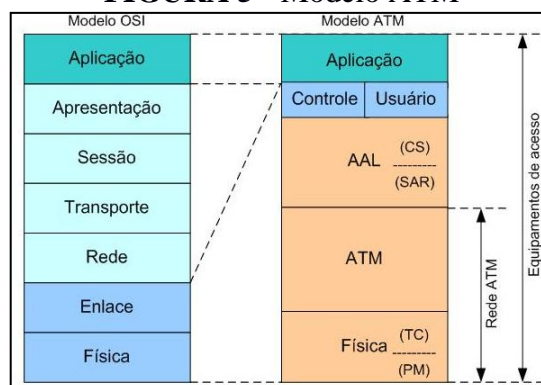 FIGURA 3 - Modelo ATM
Modelo OSI
Modelo ATM
Aplicação
Apresentação
Sessão
Transporte
Rede
Enlace
Física
Aplicação
Controle
Usuário
AAL
(CS)
(SAR)
ATM
Física
(TC)
(PM)
Rede ATM
Equipamentos de acesso